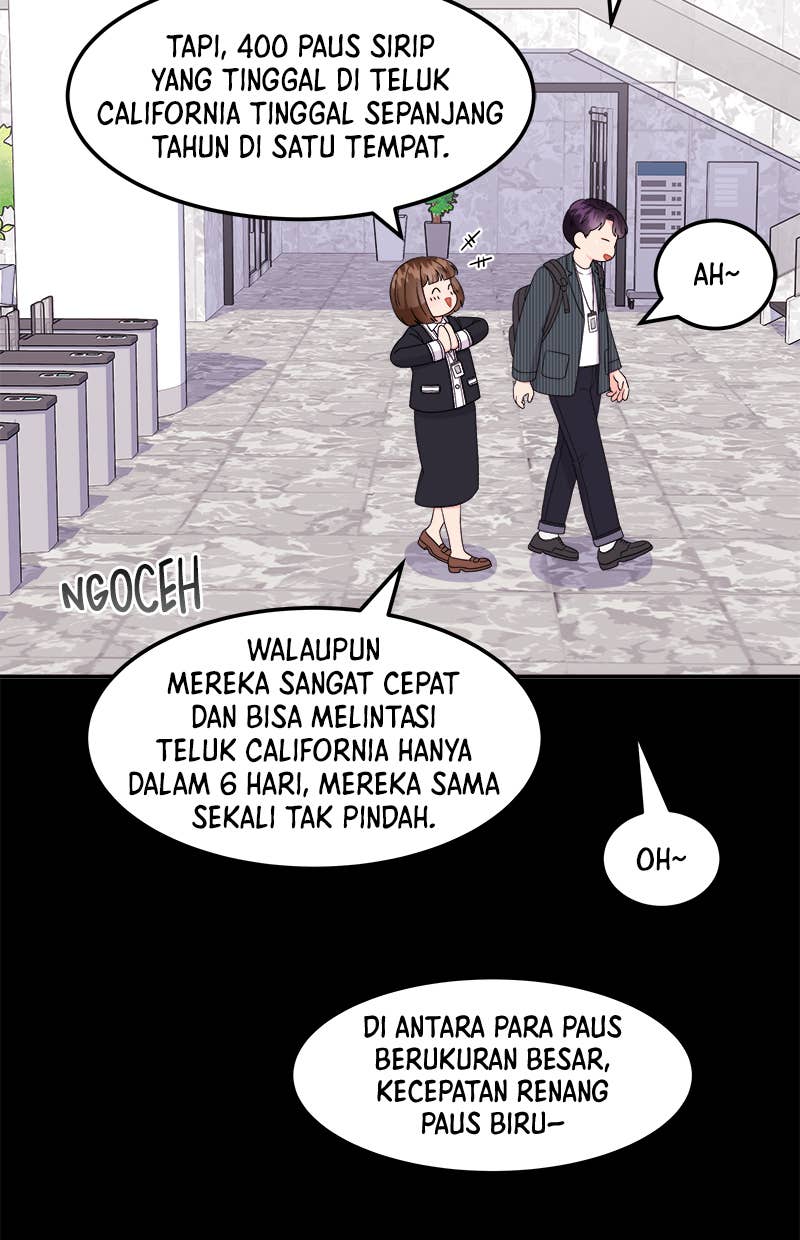 TAPI, 400 PAUS SIRIP
YANG TINGGAL DI TELUK
CALIFORNIA TINGGAL SEPANJANG
TAHUN DI SATU TEMPAT.
AH~
NGOCEH
WALAUPUN
MEREKA SANGAT CEPAT
DAN BISA MELINTASI
TELUK CALIFORNIA HANYA
DALAM 6 HARI, MEREKA SAMA
SEKALI TAK PINDAH.
OH~
DI ANTARA PARA PAUS
BERUKURAN BESAR,
KECEPATAN RENANG
PAUS BIRU~